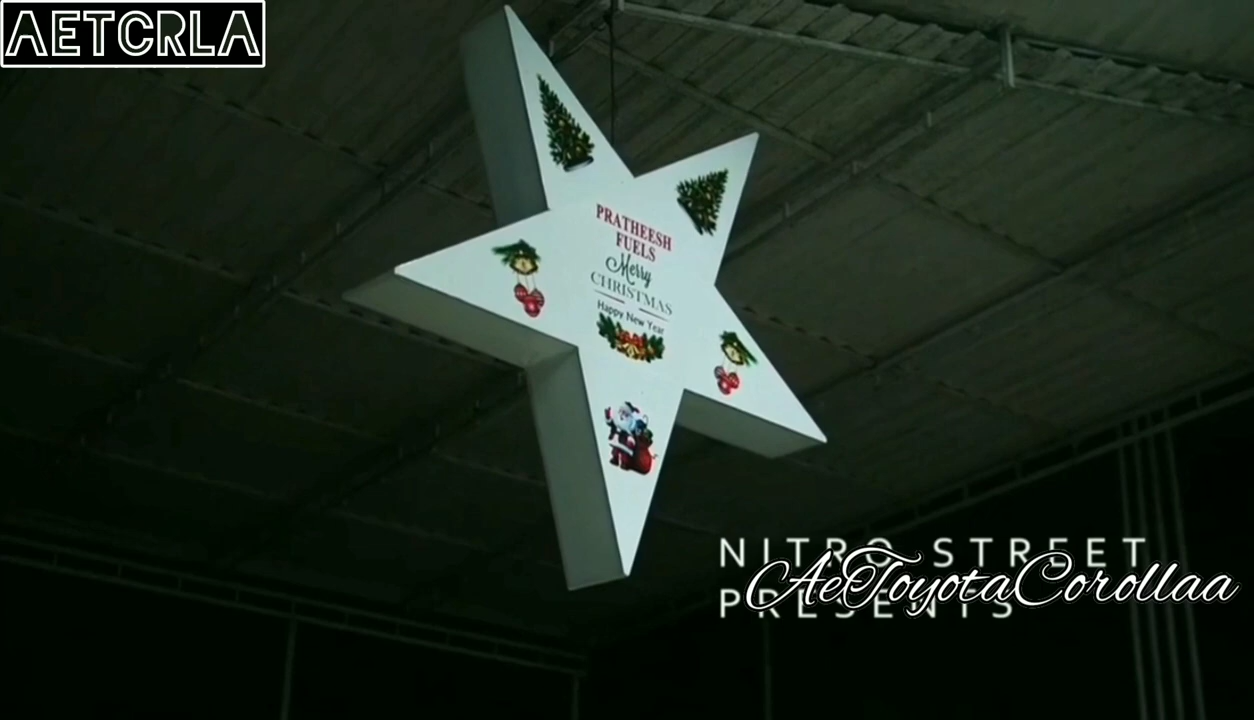 AETCRLA
PRATHEESH
FUELS
Merry
CHRISTMAS
Happy New Year
NITRO STREET
AeToyotaCorollaa
PRESENTS